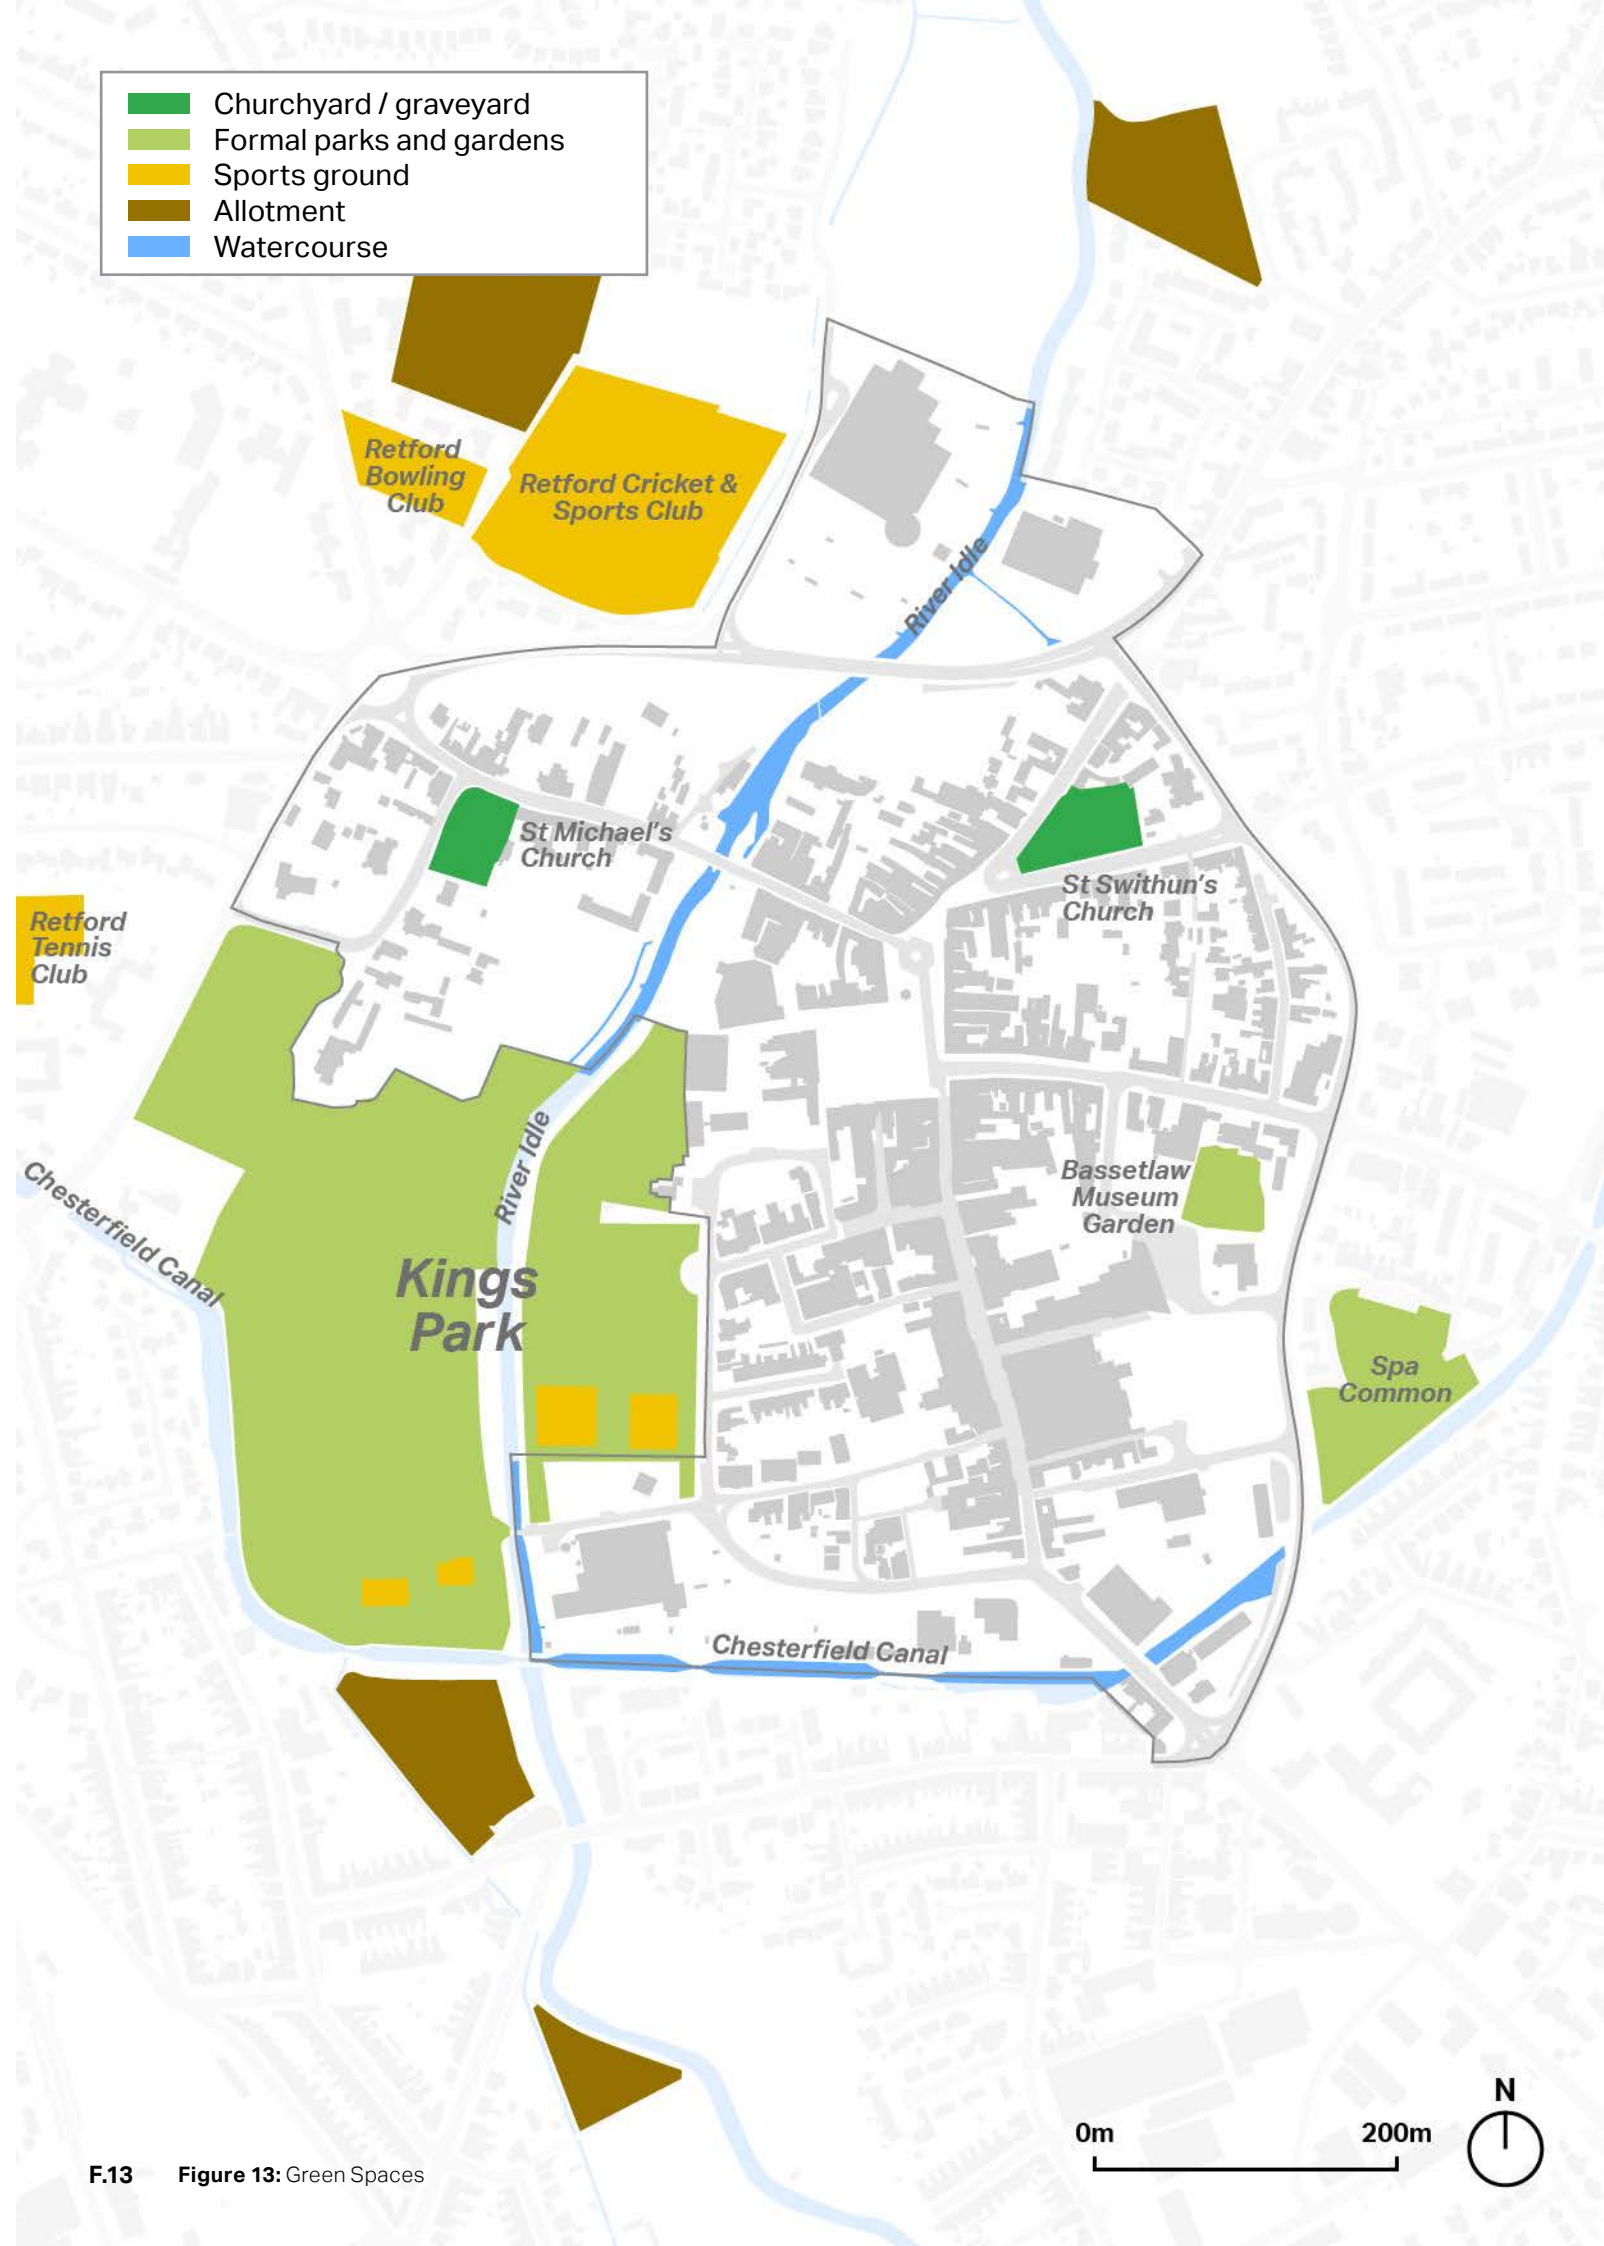 Churchyard / graveyard
Formal parks and gardens
Sports ground
Allotment
Watercourse
Retford
Bowling
Club
Retford Cricket &
Sports Club
River Idle
St Michael's
Church
St Swithun's
Church
Retford
Tennis
Club
River Idle
Chesterfield Canal
Bassetlaw
Museum
Garden
Kings
Park
Spa
Common
Chesterfield Canal
N
0m 200m
F.13 Figure 13: Green Spaces